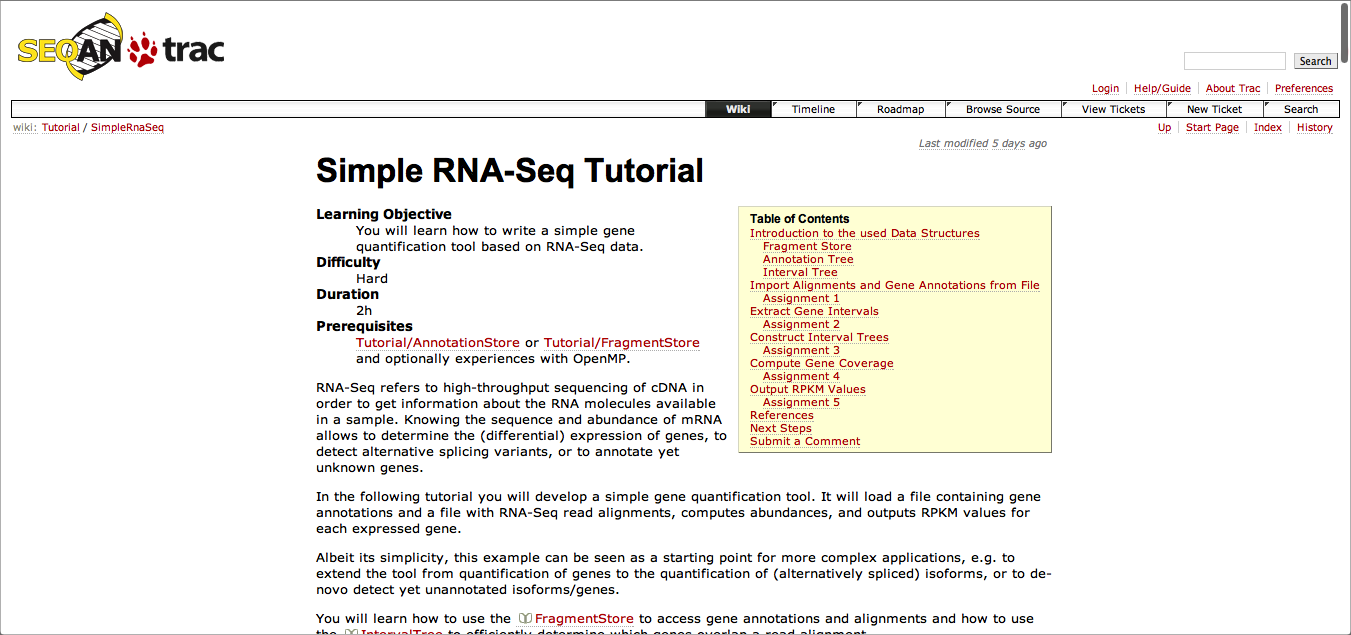 SEQAN trac
Search
Login Help/Guide About Trac Preferences
Wiki Timeline Roadmap Browse Source View Tickets New Ticket Search
wiki: Tutorial / SimpleRnaSeq
Up Start Page Index History
Last modified 5 days ago
Simple RNA-Seq Tutorial
Learning Objective
You will learn how to write a simple gene
quantification tool based on RNA-Seq data.
Difficulty
Hard
Duration
2h
Prerequisites
Tutorial/AnnotationStore or Tutorial/FragmentStore
and optionally experiences with OpenMP.
Table of Contents
Introduction to the used Data Structures
Fragment Store
Annotation Tree
Interval Tree
Import Alignments and Gene Annotations from File
Assignment 1
Extract Gene Intervals
Assignment 2
Construct Interval Trees
Assignment 3
Compute Gene Coverage
Assignment 4
Output RPKM Values
Assignment 5
References
Next Steps
Submit a Comment
RNA-Seq refers to high-throughput sequencing of cDNA in
order to get information about the RNA molecules available
in a sample. Knowing the sequence and abundance of mRNA
allows to determine the (differential) expression of genes, to
detect alternative splicing variants, or to annotate yet
unknown genes.
In the following tutorial you will develop a simple gene quantification tool. It will load a file containing gene
annotations and a file with RNA-Seq read alignments, computes abundances, and outputs RPKM values for
each expressed gene.
Albeit its simplicity, this example can be seen as a starting point for more complex applications, e.g. to
extend the tool from quantification of genes to the quantification of (alternatively spliced) isoforms, or to de-
novo detect yet unannotated isoforms/genes.
You will learn how to use the FragmentStore to access gene annotations and alignments and how to use
the IntervalTree to efficiently determine which genes overlap a read alignment.